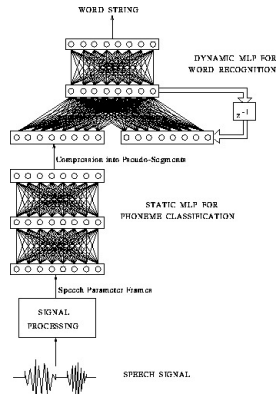 WORD STRING
DYNAMIC MLP FOR
WORD RECOGNITION
z⁻¹
Compression into Pseudo-Segments
STATIC MLP FOR
PHONEME CLASSIFICATION
Speech Parameter Frames
SIGNAL
PROCESSING
SPEECH SIGNAL